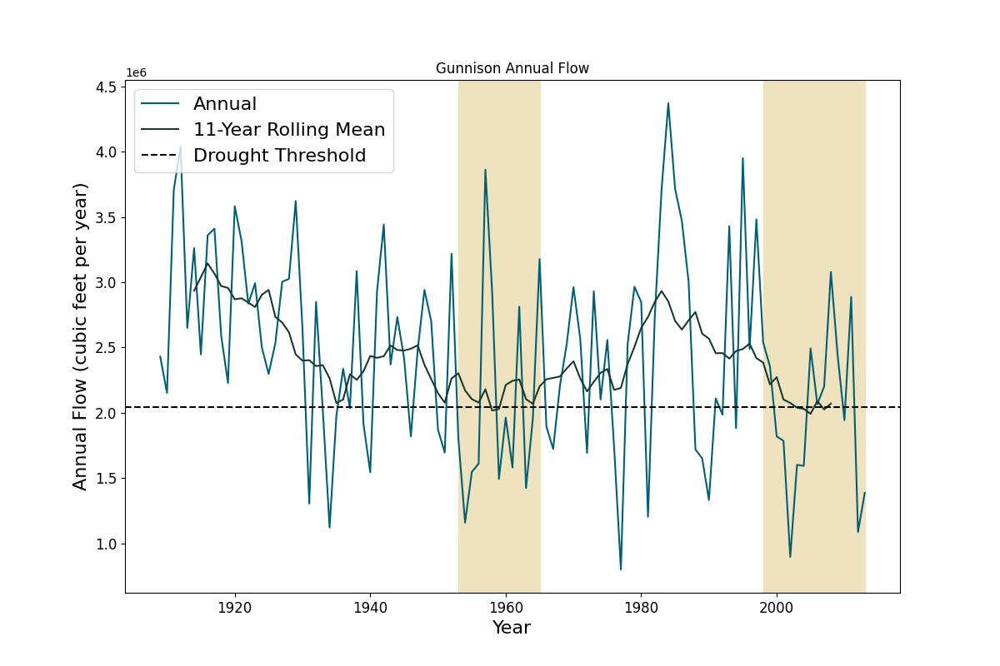 Gunnison Annual Flow
1e6
Annual
11-Year Rolling Mean
Drought Threshold
4.5
4.0
3.5
3.0
2.5
2.0
1.5
1.0
Annual Flow (cubic feet per year)
1920
1940
1960
1980
2000
Year